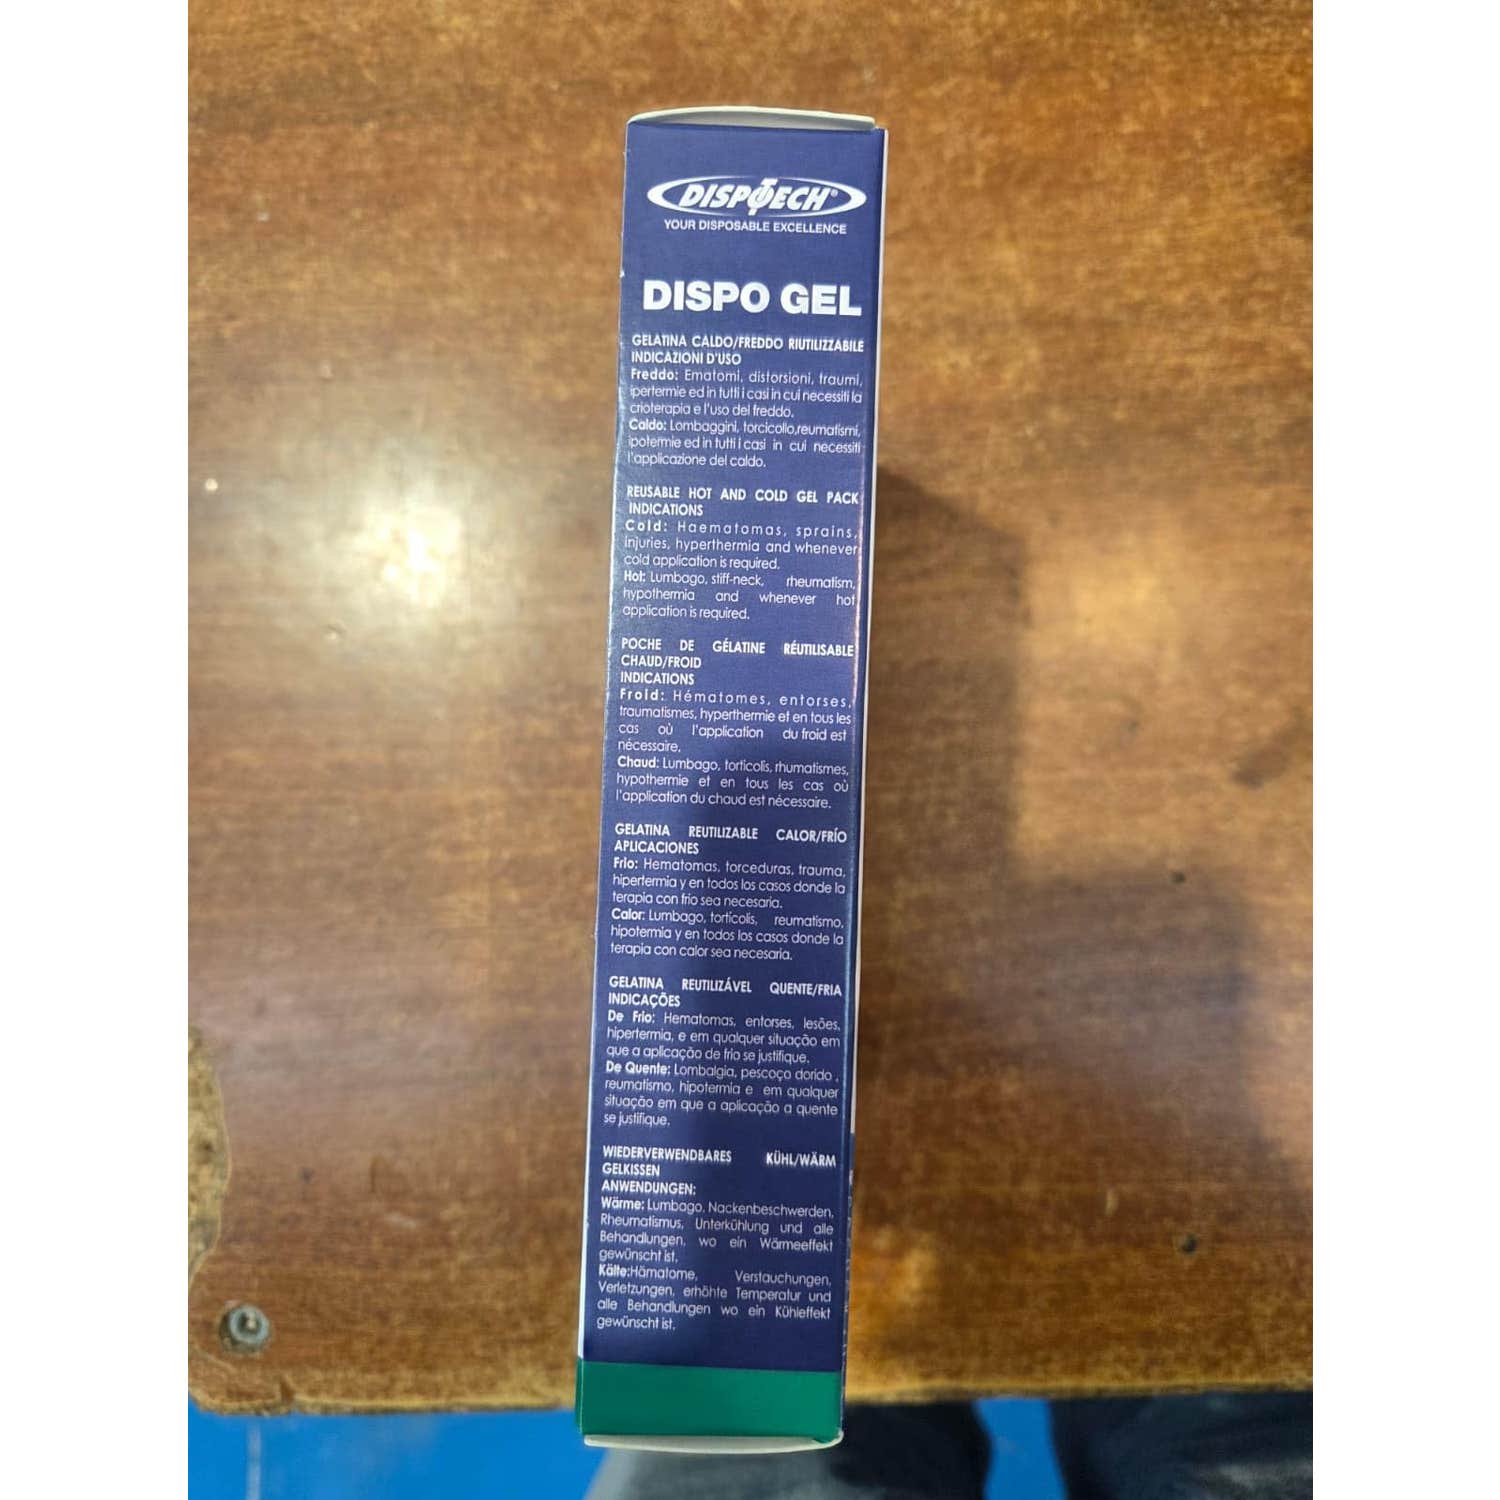 DISPOTECH®
YOUR DISPOSABLE EXCELLENCE
DISPO GEL
GELATINA CALDO/FREDDO RIUTILIZZABILE
INDICAZIONI D'USO
Freddo: Ematomi, distorsioni, traumi,
ipertermie ed in tutti i casi in cui necessiti la
crioterapia e l'uso del freddo.
Caldo: Lombaggini, torcicollo,reumatismi,
ipotermie ed in tutti i casi in cui necessiti
l'applicazione del caldo.
REUSABLE HOT AND COLD GEL PACK
INDICATIONS
Cold: Haematomas, sprains,
injuries, hyperthermia and whenever
cold application is required.
Hot: Lumbago, stiff-neck, rheumatism,
hypothermia and whenever hot
application is required.
POCHE DE GÉLATINE RÉUTILISABLE
CHAUD/FROID
INDICATIONS
Froid: Hématomes, entorses,
traumatismes, hyperthermie et en tous les
cas où l'application du froid est
nécessaire.
Chaud: Lumbago, torticolis, rhumatismes,
hypothermie et en tous les cas où
l'application du chaud est nécessaire.
GELATINA REUTILIZABLE CALOR/FRÍO
APLICACIONES
Frio: Hematomas, torceduras, trauma,
hipertermia y en todos los casos donde la
terapia con frio sea necesaria.
Calor: Lumbago, torticolis, reumatismo,
hipotermia y en todos los casos donde la
terapia con calor sea necesaria.
GELATINA REUTILIZÁVEL QUENTE/FRIA
INDICAÇÕES
De Frio: Hematomas, entorses, lesões,
hipertermia, e em qualquer situação em
que a aplicação de frio se justifique.
De Quente: Lombalgia, pescoço dorido ,
reumatismo, hipotermia e em qualquer
situação em que a aplicação a quente
se justifique.
WIEDERVERWENDBARES KÜHL/WÄRM
GELKISSEN
ANWENDUNGEN:
Wärme: Lumbago, Nackenbeschwerden,
Rheumatismus, Unterkühlung und alle
Behandlungen, wo ein Wärmeeffekt
gewünscht ist.
Kälte:Hämatome, Verstauchungen,
Verletzungen, erhöhte Temperatur und
alle Behandlungen wo ein Kühleffekt
gewünscht ist.